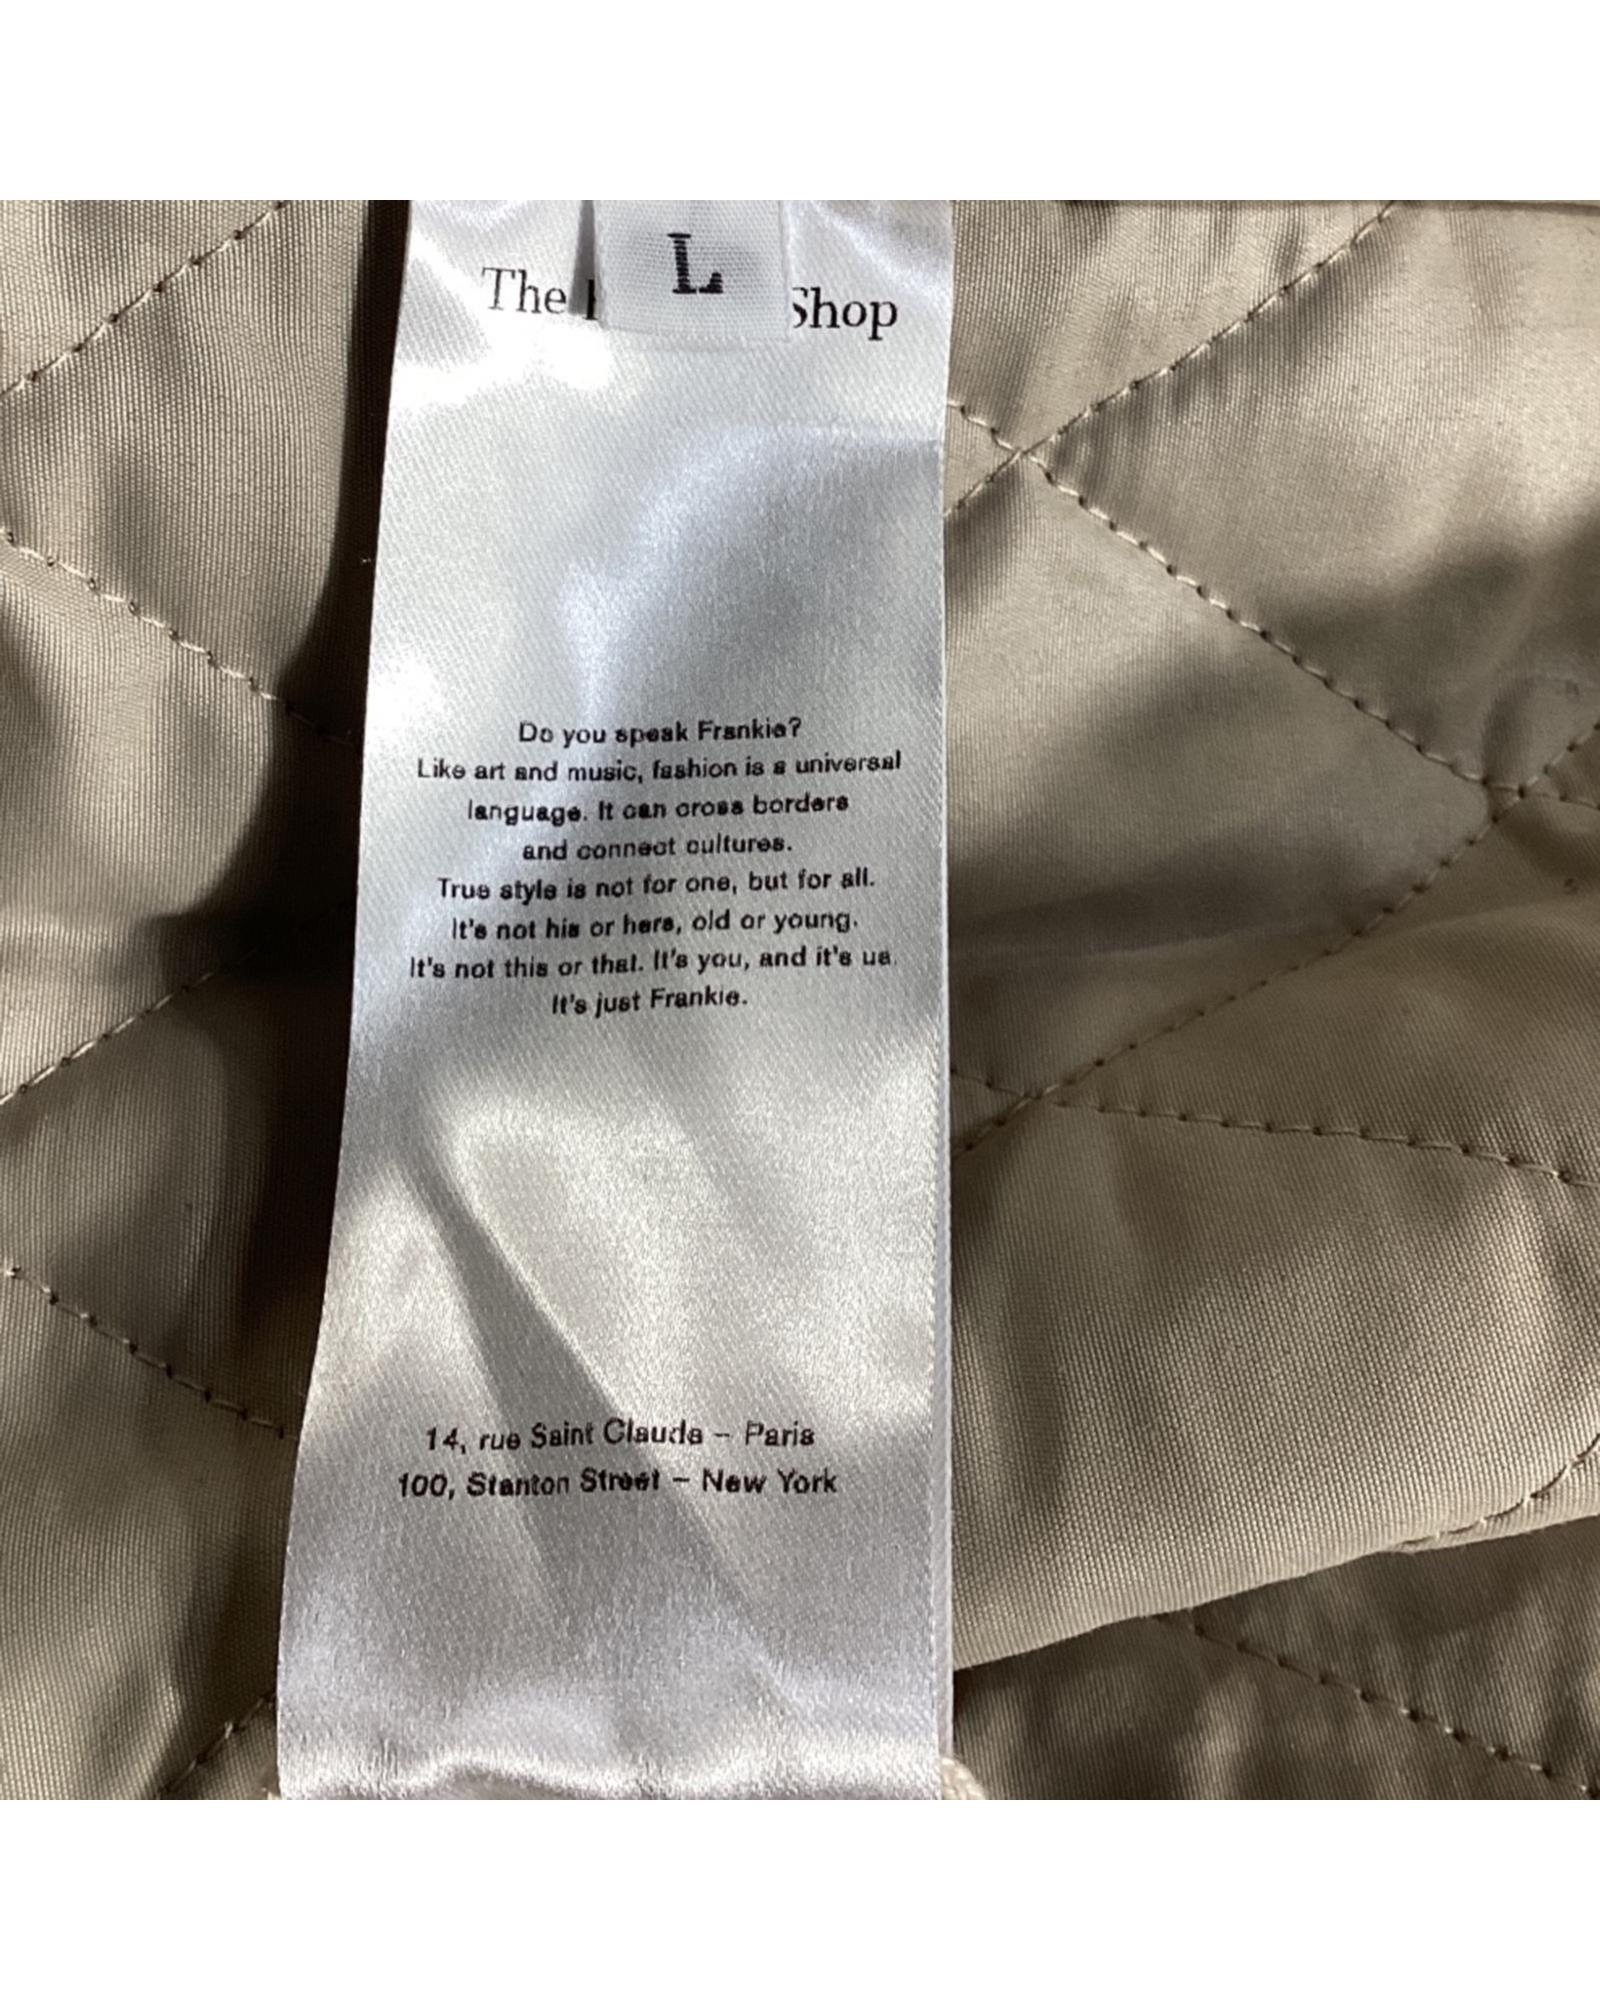 L
The Shop
Do you speak Frankie?
Like art and music, fashion is a universal
language. It can cross borders
and connect cultures.
True style is not for one, but for all.
It's not his or hers, old or young.
It's not this or that. It's you, and it's us.
It's just Frankie.
14, rue Saint Claude – Paris
100, Stanton Street – New York